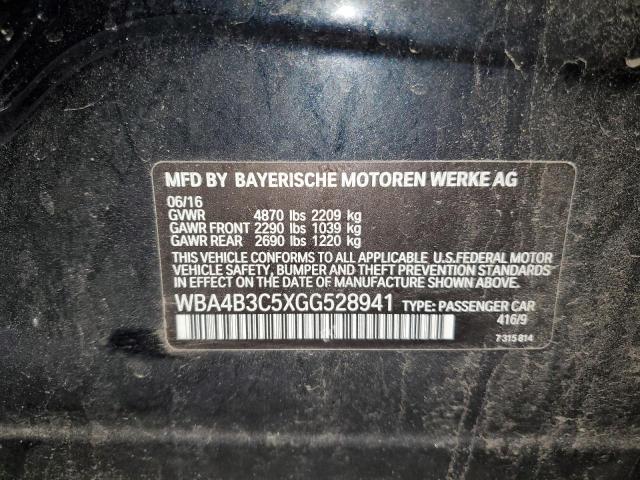 MFD BY BAYERISCHE MOTOREN WERKE AG
06/16
GVWR 4870 lbs 2209 kg
GAWR FRONT 2290 lbs 1039 kg
GAWR REAR 2690 lbs 1220 kg
THIS VEHICLE CONFORMS TO ALL APPLICABLE U.S.FEDERAL MOTOR
VEHICLE SAFETY, BUMPER AND THEFT PREVENTION STANDARDS
IN EFFECT ON THE DATE OF MANUFACTURE SHOWN ABOVE.
WBA4B3C5XGG528941 TYPE: PASSENGER CAR
416/9
7 315 814